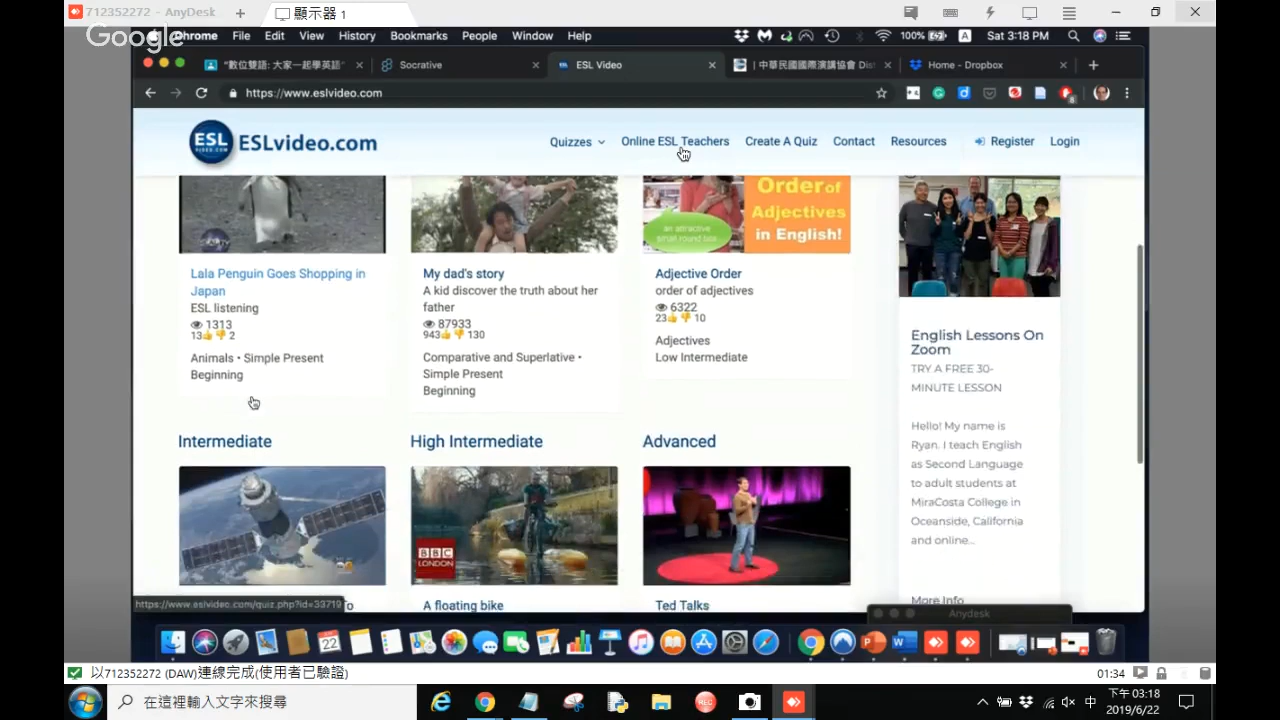 712352272 - AnyDesk
顯示器 1
Google
Chrome File Edit View History Bookmarks People Window Help
100% Sat 3:18 PM
"數位雙語: 大家一起學英語"
Socrative
ESL Video
| 中華民國國際演講協會 Dis
Home - Dropbox
https://www.eslvideo.com
ESL ESLvideo.com
Quizzes Online ESL Teachers Create A Quiz Contact Resources Register Login
Order of
Adjectives
in English!
an attractive
small round box
Lala Penguin Goes Shopping in
Japan
ESL listening
1313
13 2
Animals • Simple Present
Beginning
My dad's story
A kid discover the truth about her
father
87933
943 130
Comparative and Superlative •
Simple Present
Beginning
Adjective Order
order of adjectives
6322
23 10
Adjectives
Low Intermediate
English Lessons On
Zoom
TRY A FREE 30-
MINUTE LESSON
Hello! My name is
Ryan. I teach English
as Second Language
to adult students at
MiraCosta College in
Oceanside, California
and online...
More Info
Intermediate
High Intermediate
Advanced
BBC
LONDON
https://www.eslvideo.com/quiz.php?id=33719
To
A floating bike
Ted Talks
Anydesk
22
以712352272 (DAW)連線完成(使用者已驗證)
01:34
在這裡輸入文字來搜尋
REC
中
下午 03:18
2019/6/22